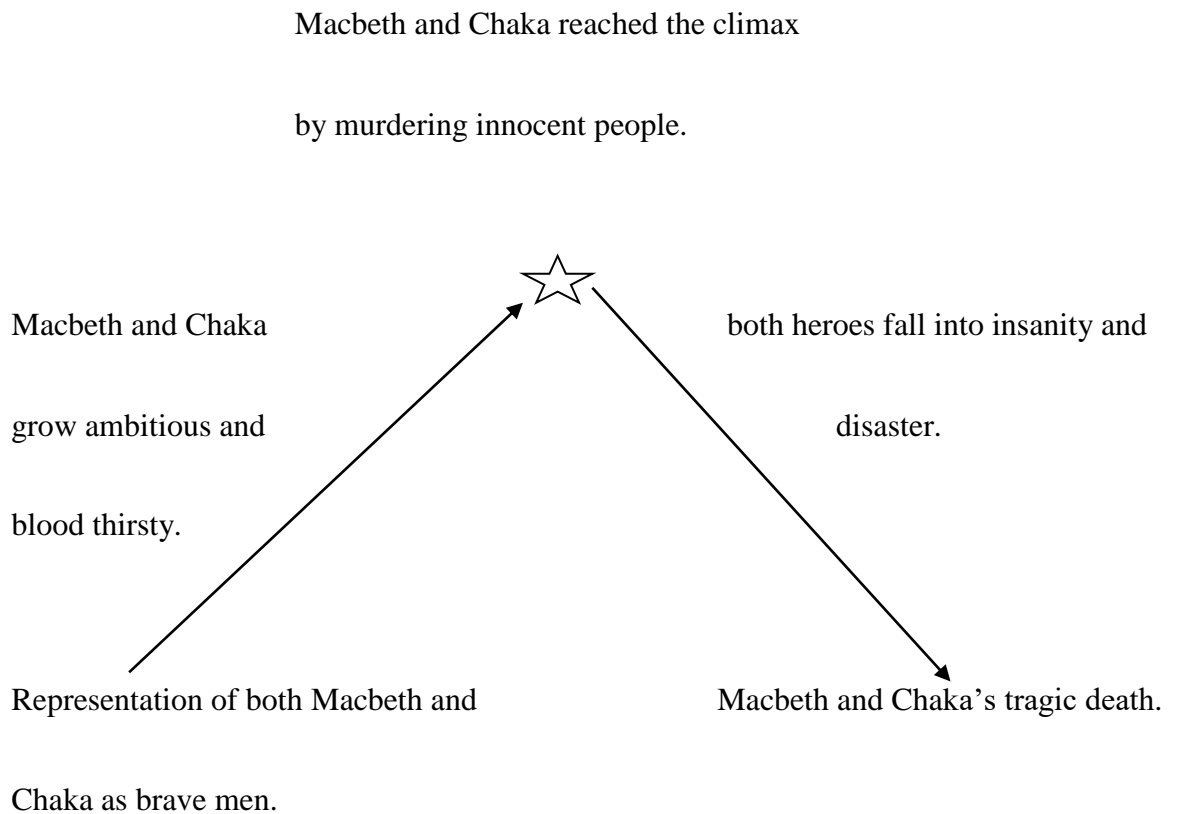 Macbeth and Chaka reached the climax
by murdering innocent people.
Macbeth and Chaka
grow ambitious and
blood thirsty.
both heroes fall into insanity and
disaster.
Representation of both Macbeth and
Chaka as brave men.
Macbeth and Chaka’s tragic death.